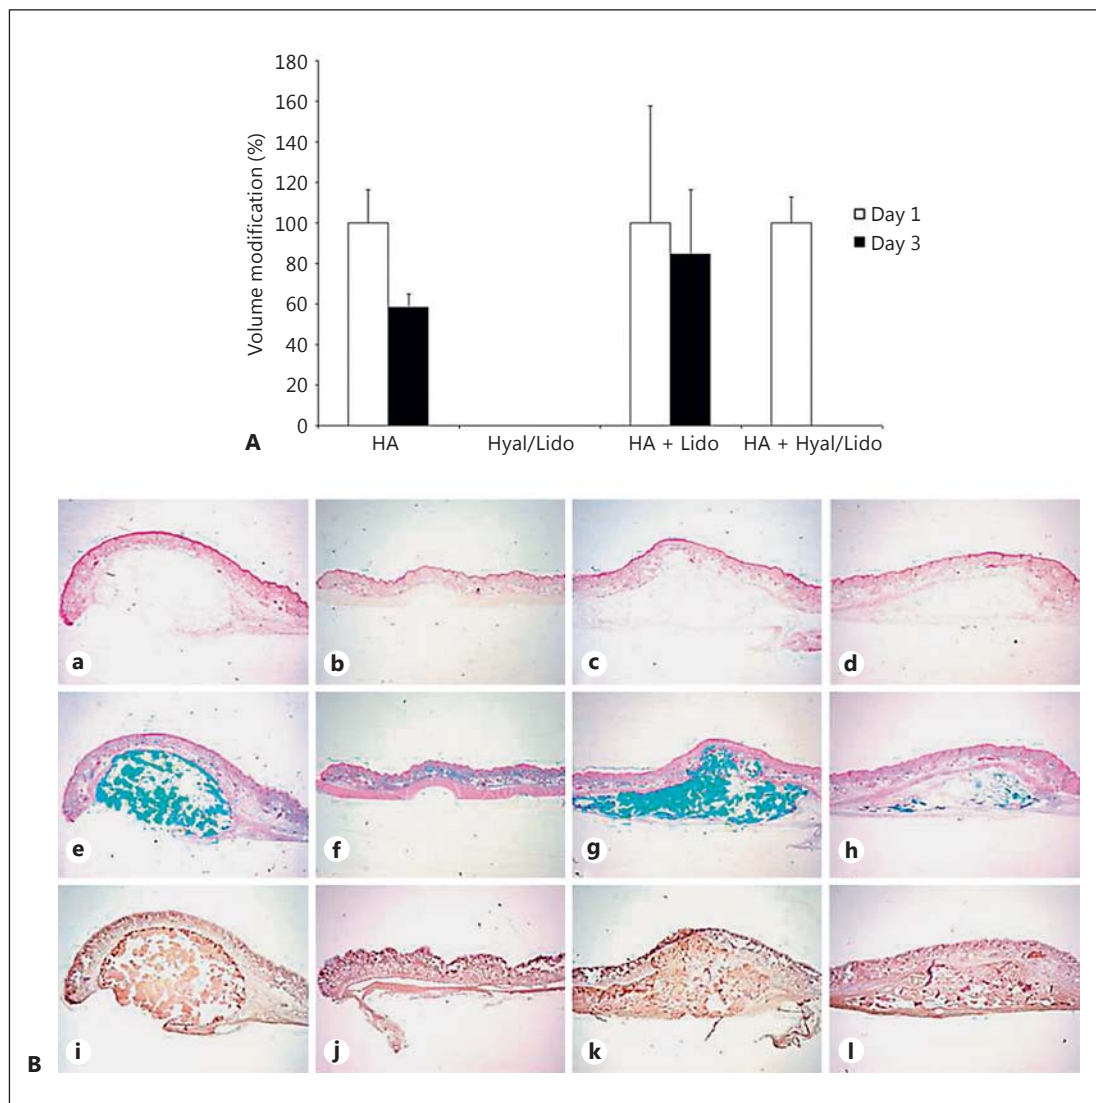 180
160
140
120
100
80
60
40
20
0
Volume modification (%)
Day 1
Day 3
A
HA
Hyal/Lido
HA + Lido
HA + Hyal/Lido
a
b
c
d
e
f
g
h
i
j
k
l
B